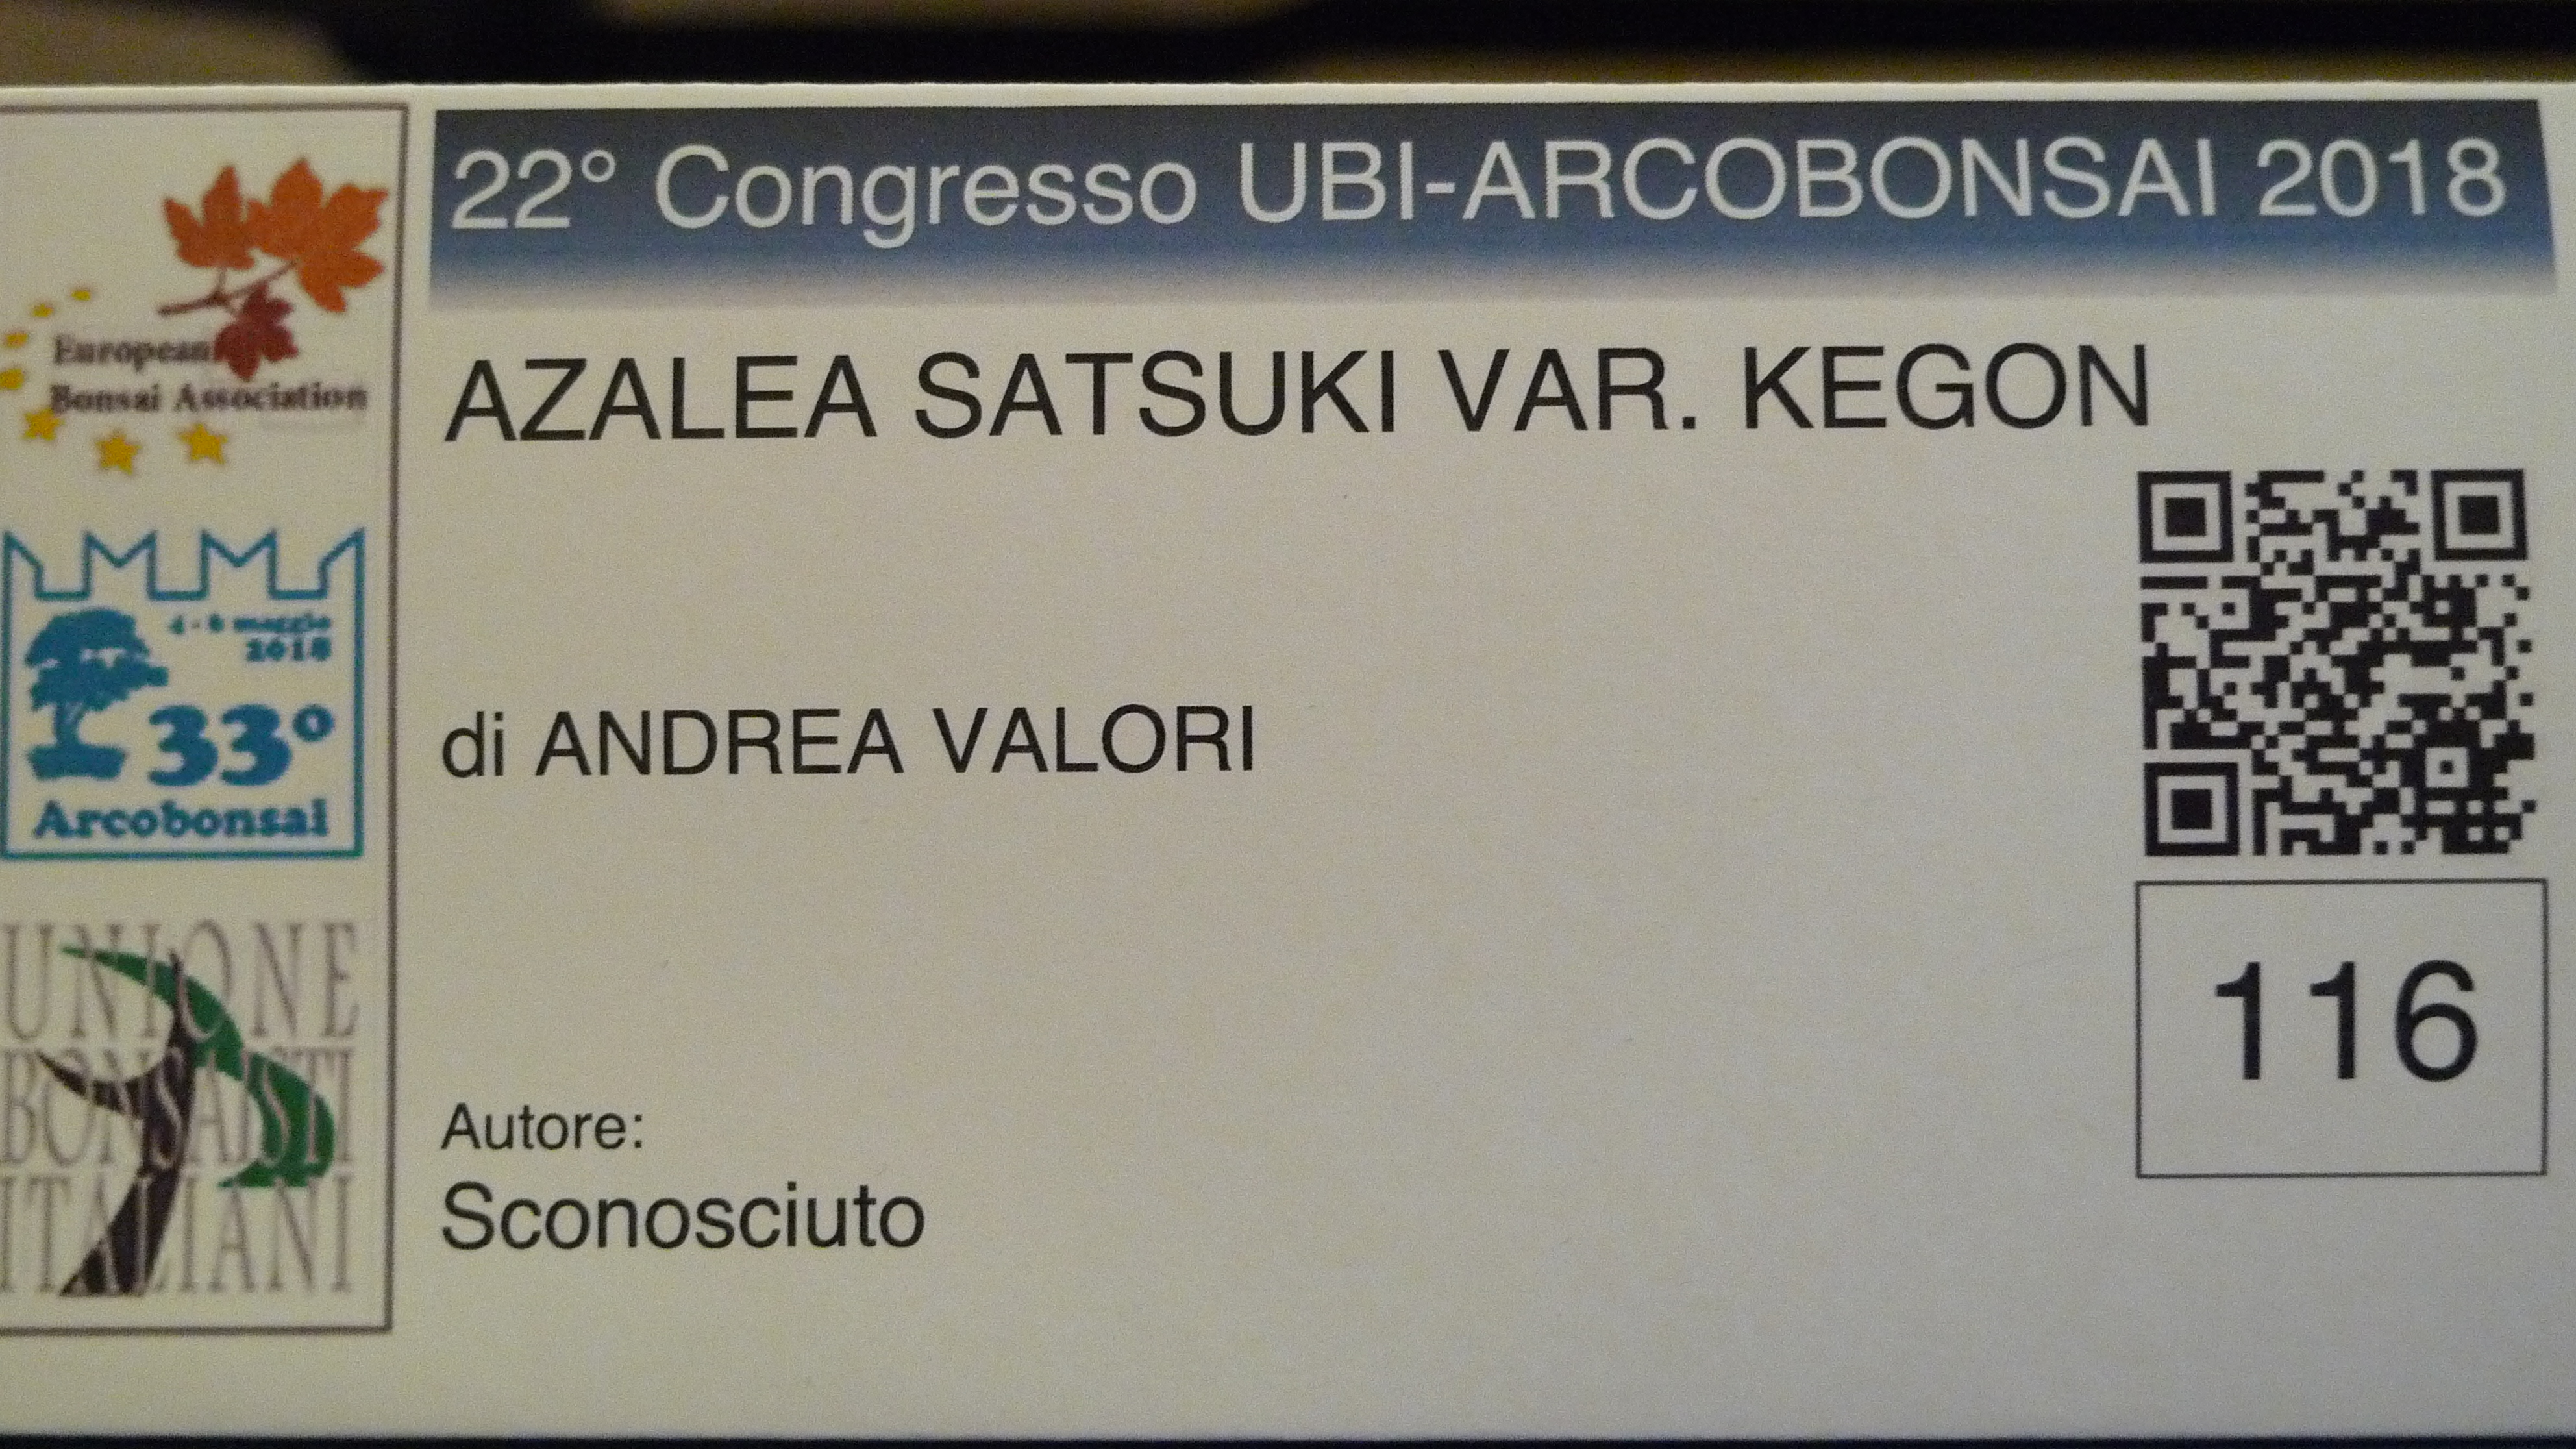 22° Congresso UBI-ARCOBONSAI 2018
European
Bonsai Association
4 - 6 maggio
2018
33°
Arcobonsai
UNIONE
BONSAISTI
ITALIANI
AZALEA SATSUKI VAR. KEGON
di ANDREA VALORI
Autore:
Sconosciuto
116